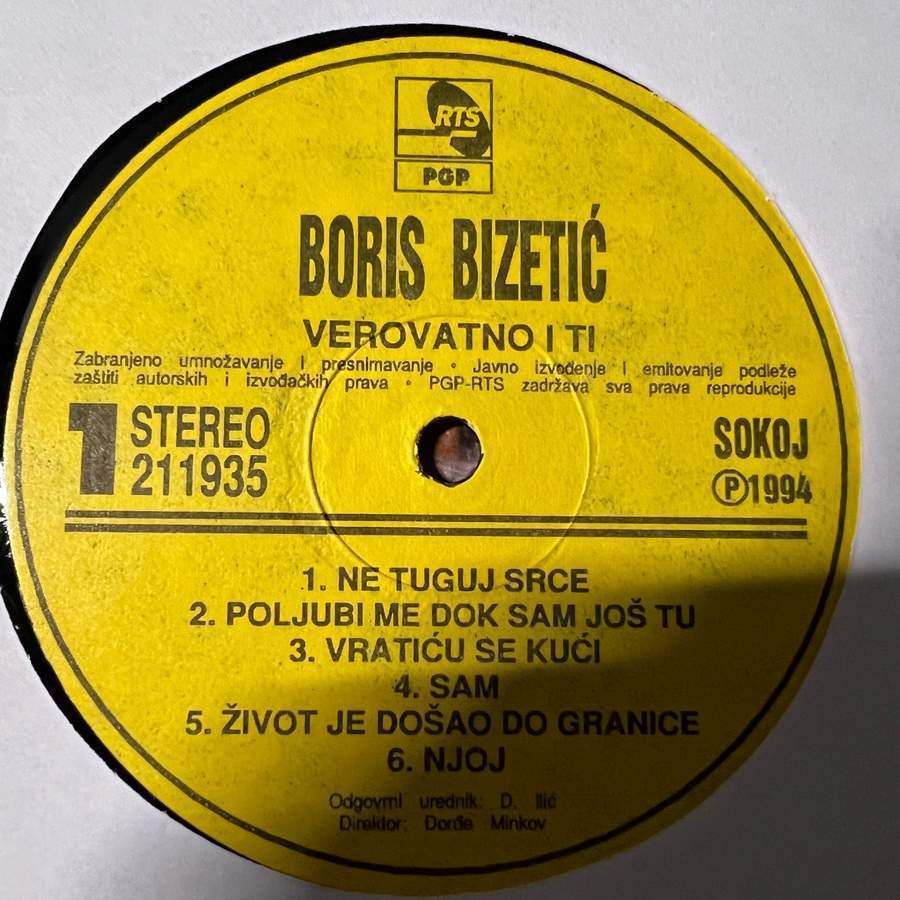 RTS
PGP
BORIS BIZETIĆ
VEROVATNO I TI
Zabranjeno umnožavanje i presnimavanje • Javno izvođenje i emitovanje podleže
zaštiti autorskih i izvođačkih prava • PGP-RTS zadržava sva prava reprodukcije
1 STEREO SOKOJ
211935 Ⓟ1994
1. NE TUGUJ SRCE
2. POLJUBI ME DOK SAM JOŠ TU
3. VRATIĆU SE KUĆI
4. SAM
5. ŽIVOT JE DOŠAO DO GRANICE
6. NJOJ
Odgovrni urednik: D. Ilić
Direktor: Đorđe Minkov